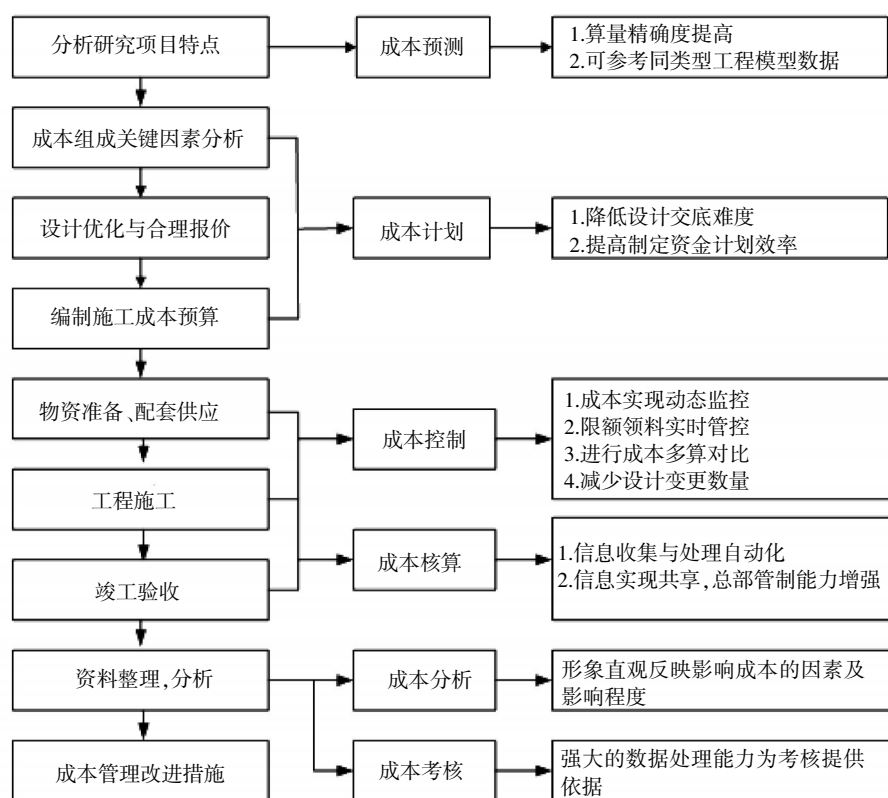 分析研究项目特点
成本预测
1.算量精确度提高
2.可参考同类型工程模型数据
成本组成关键因素分析
设计优化与合理报价
成本计划
1.降低设计交底难度
2.提高制定资金计划效率
编制施工成本预算
物资准备、配套供应
成本控制
1.成本实现动态监控
2.限额领料实时管控
3.进行成本多算对比
4.减少设计变更数量
工程施工
成本核算
1.信息收集与处理自动化
2.信息实现共享,总部管制能力增强
竣工验收
资料整理,分析
成本分析
形象直观反映影响成本的因素及
影响程度
成本管理改进措施
成本考核
强大的数据处理能力为考核提供
依据